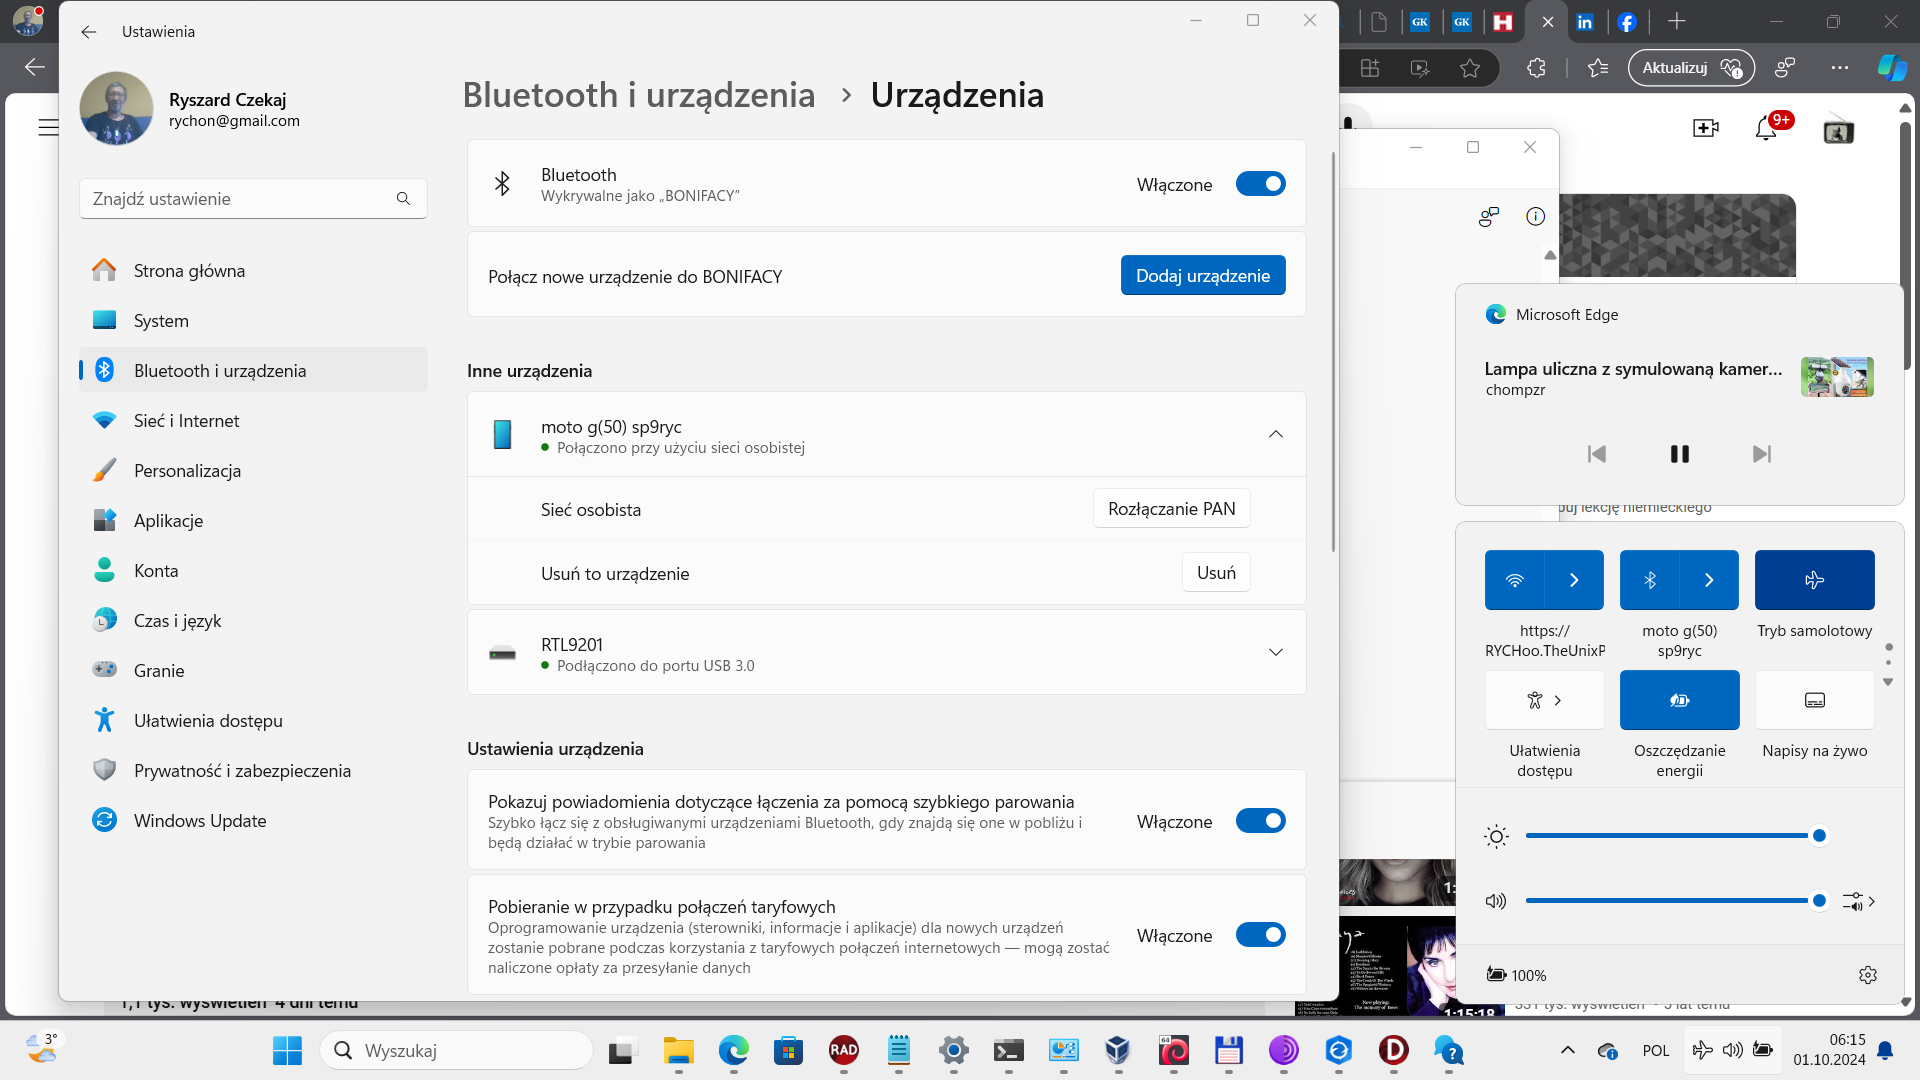 Ustawienia
Ryszard Czekaj
rychon@gmail.com
Znajdź ustawienie
Strona główna
System
Bluetooth i urządzenia
Sieć i Internet
Personalizacja
Aplikacje
Konta
Czas i język
Granie
Ułatwienia dostępu
Prywatność i zabezpieczenia
Windows Update
Bluetooth i urządzenia > Urządzenia
Bluetooth
Wykrywalne jako „BONIFACY”
Włączone
Połącz nowe urządzenie do BONIFACY
Dodaj urządzenie
Inne urządzenia
moto g(50) sp9ryc
Połączono przy użyciu sieci osobistej
Sieć osobista
Rozłączanie PAN
Usuń to urządzenie
Usuń
RTL9201
Podłączono do portu USB 3.0
Ustawienia urządzenia
Pokazuj powiadomienia dotyczące łączenia za pomocą szybkiego parowania
Szybko łącz się z obsługiwanymi urządzeniami Bluetooth, gdy znajdą się one w pobliżu i
będą działać w trybie parowania
Włączone
Pobieranie w przypadku połączeń taryfowych
Oprogramowanie urządzenia (sterowniki, informacje i aplikacje) dla nowych urządzeń
zostanie pobrane podczas korzystania z taryfowych połączeń internetowych — mogą zostać
naliczone opłaty za przesyłanie danych
Włączone
GK
GK
H
in
Aktualizuj
9+
Microsoft Edge
Lampa uliczna z symulowaną kamer...
chompzr
lekcję niemieckiego
https://
RYCHoo.TheUnixP
moto g(50)
sp9ryc
Tryb samolotowy
Ułatwienia
dostępu
Oszczędzanie
energii
Napisy na żywo
100%
1:
1:15:18
1,1 tys. wyświetleń 4 dni temu
331 tys. wyświetleń • 5 lat temu
3°
Wyszukaj
RAD
64
D
POL
06:15
01.10.2024